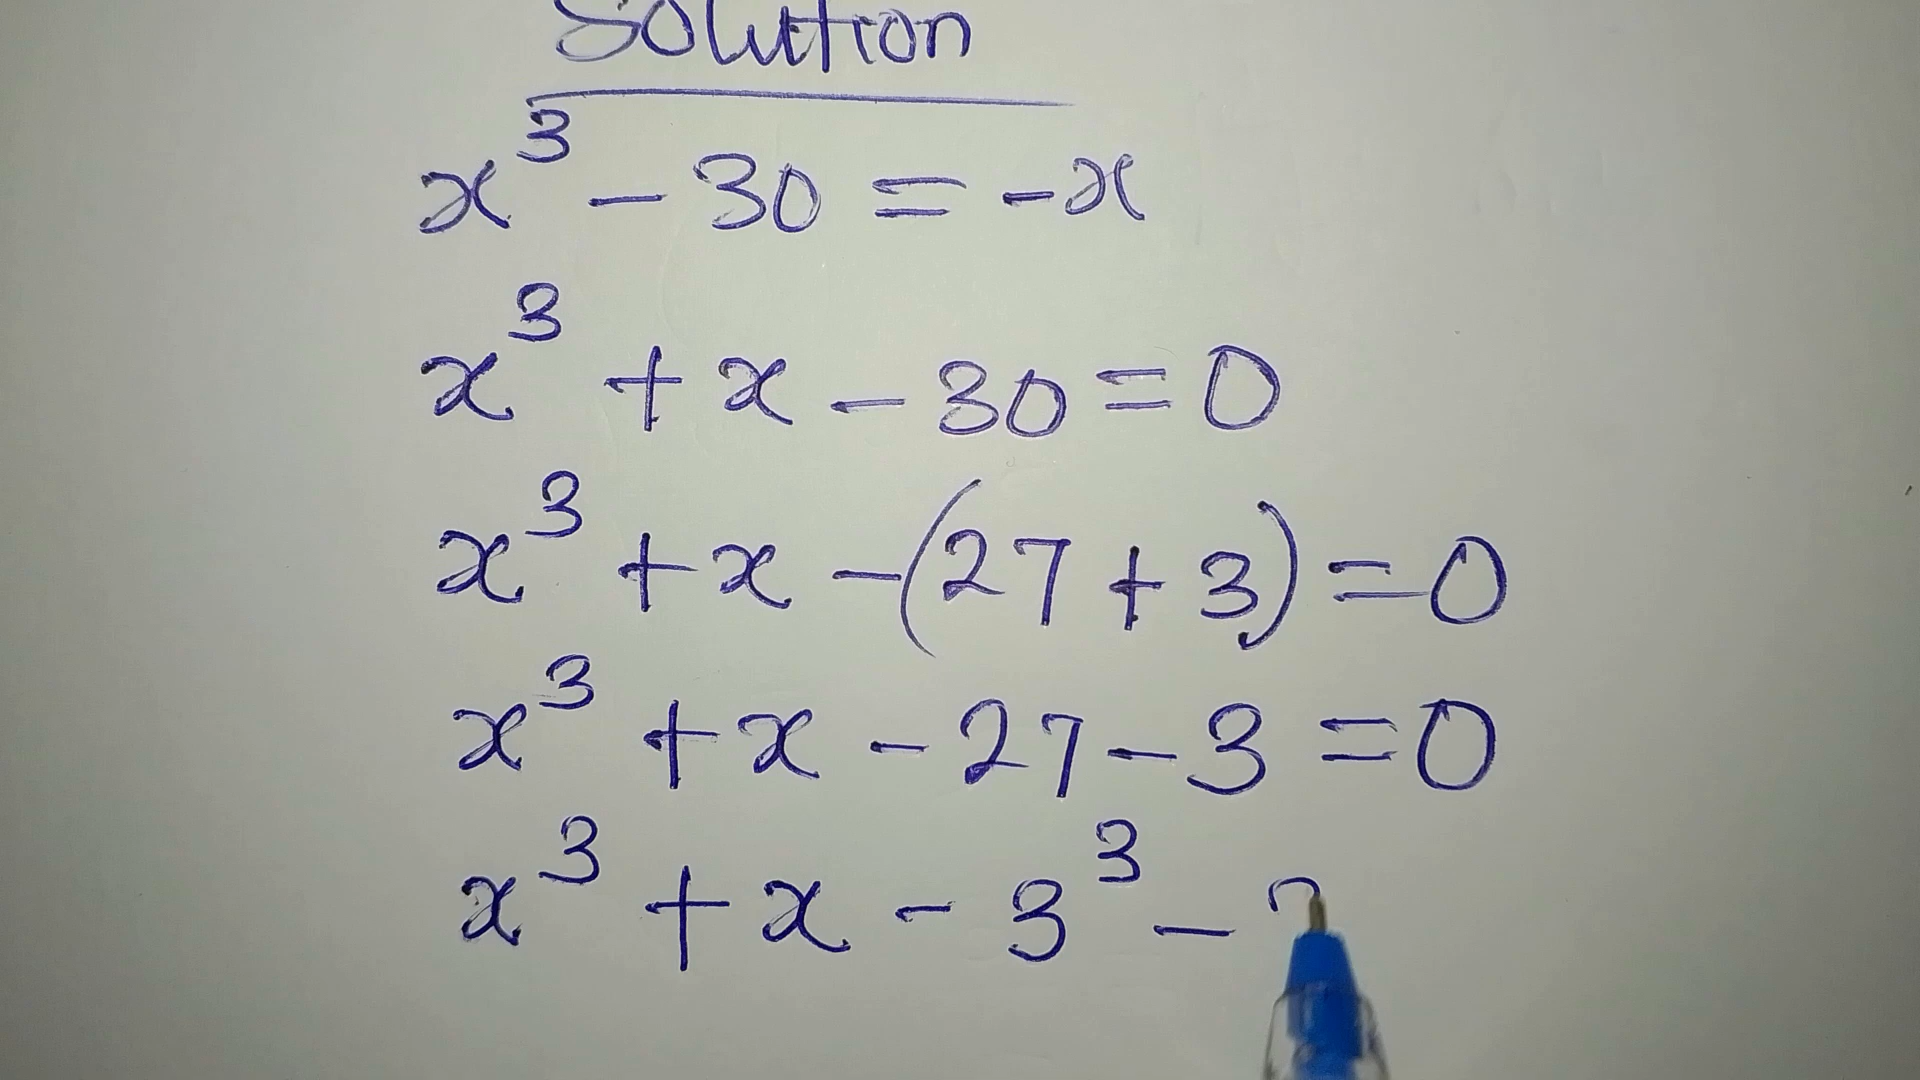 Solution
x³ - 30 = -x
x³ + x - 30 = 0
x³ + x - (27 + 3) = 0
x³ + x - 27 - 3 = 0
x³ + x - 3³ -